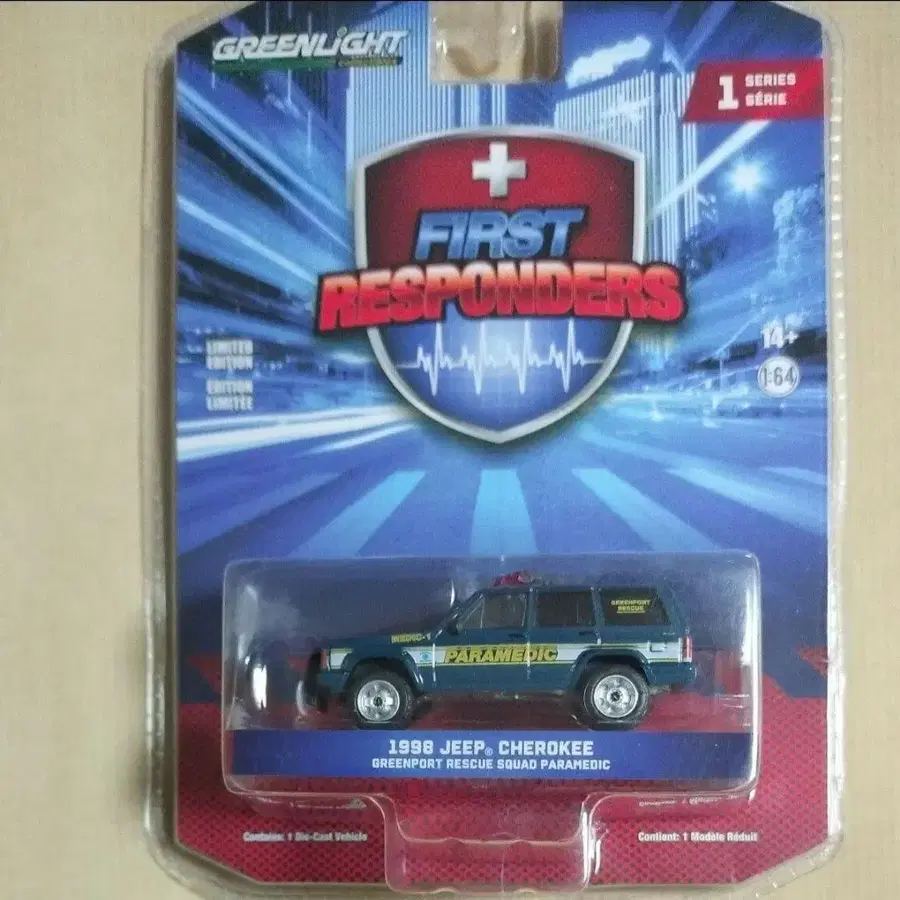 GREENLIGHT
1 SERIES
SÉRIE
FIRST
RESPONDERS
LIMITED
EDITION
ÉDITION
LIMITÉE
14+
1:64
GREENPORT
RESCUE
MEDIC-1
PARAMEDIC
1998 JEEP® CHEROKEE
GREENPORT RESCUE SQUAD PARAMEDIC
Contains: 1 Die-Cast Vehicle
Contient: 1 Modèle Réduit